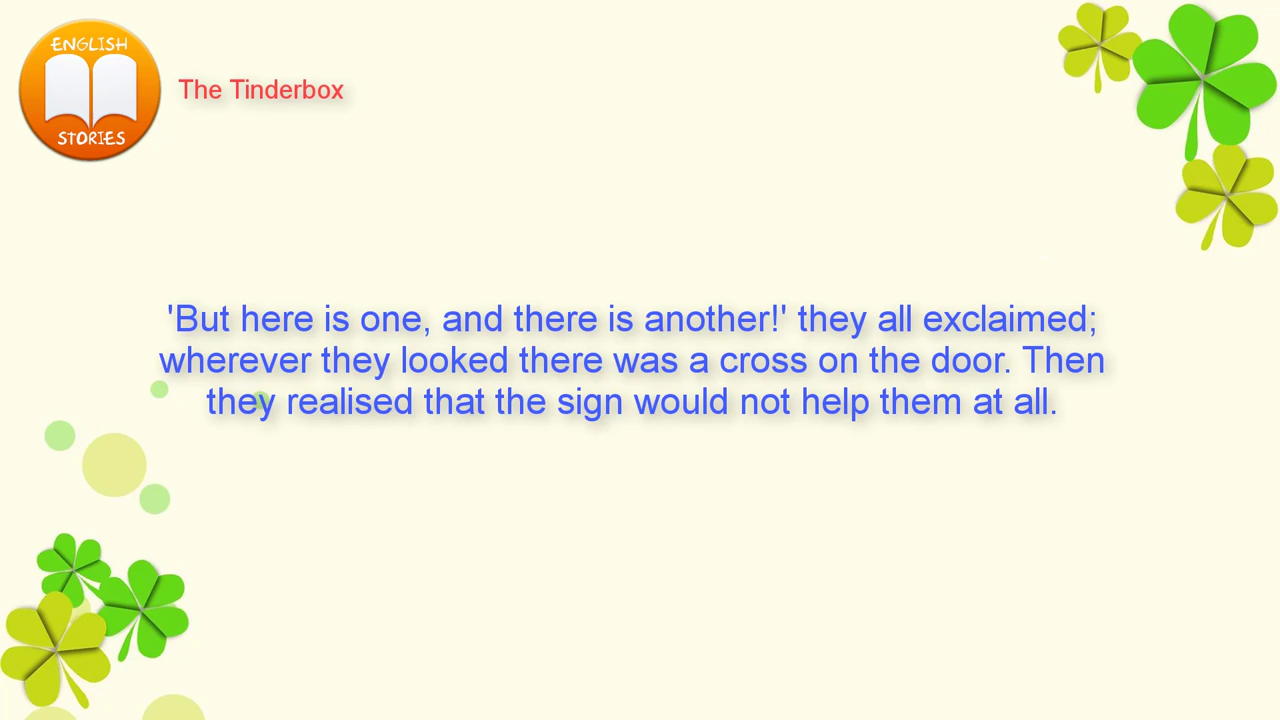 ENGLISH
STORIES
The Tinderbox
'But here is one, and there is another!' they all exclaimed;
wherever they looked there was a cross on the door. Then
they realised that the sign would not help them at all.